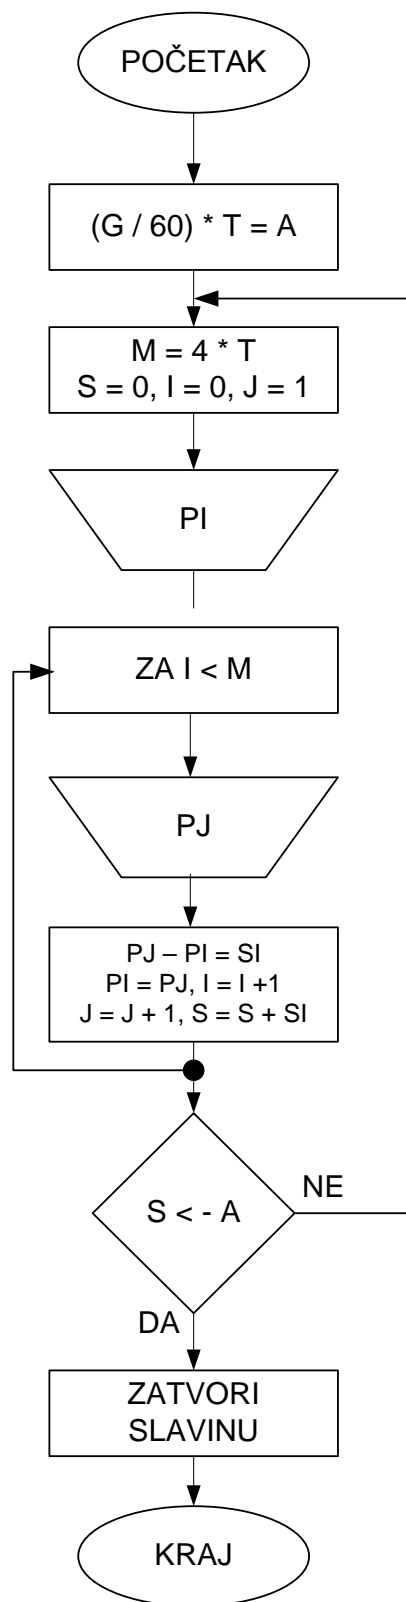 POČETAK
(G / 60) * T = A
M = 4 * T
S = 0, I = 0, J = 1
PI
ZA I < M
PJ
PJ – PI = SI
PI = PJ, I = I +1
J = J + 1, S = S + SI
S < - A
NE
DA
ZATVORI
SLAVINU
KRAJ